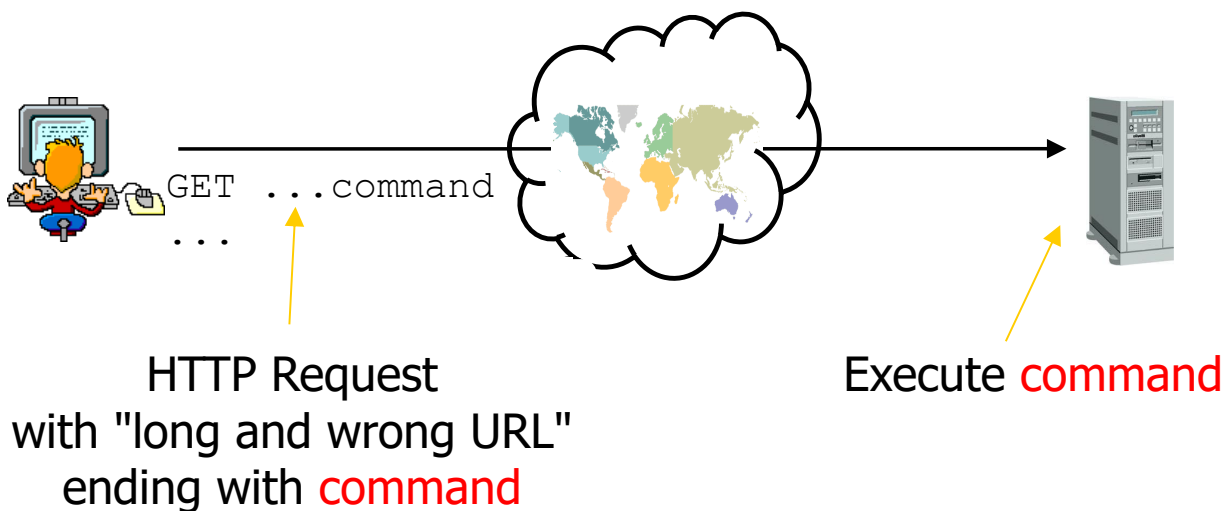 GET ...command
...
HTTP Request
with "long and wrong URL"
ending with command
Execute command